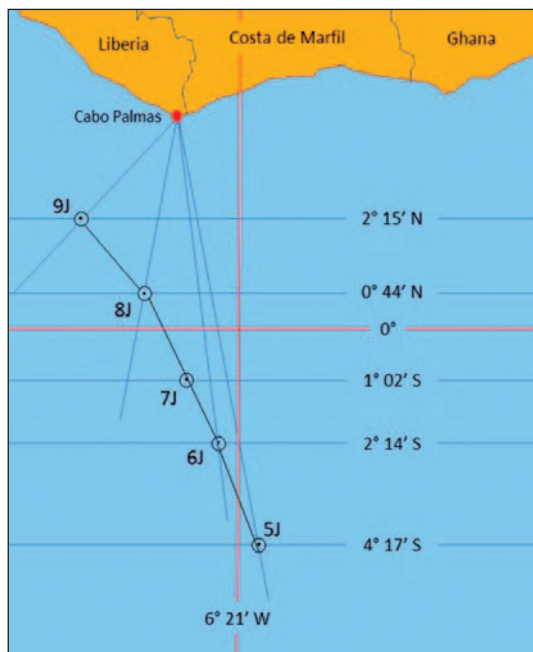 Liberia
Costa de Marfil
Ghana
Cabo Palmas
9J
2° 15’ N
0° 44’ N
8J
0°
7J
1° 02’ S
6J
2° 14’ S
5J
4° 17’ S
6° 21’ W